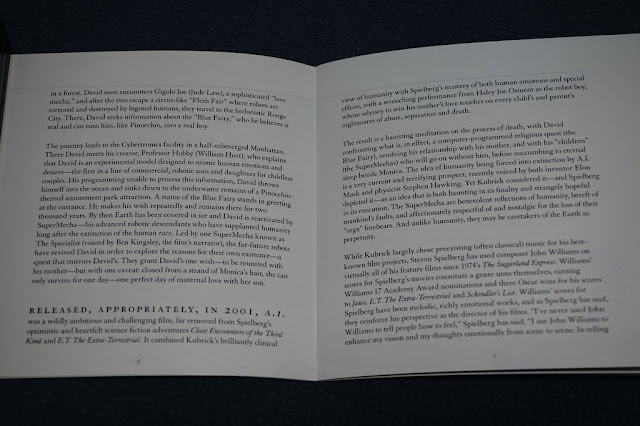 in a forest. David soon encounters Gigolo Joe (Jude Law), a sophisticated "love
mecha," and after the two escape a circus-like "Flesh Fair" where robots are
tortured and destroyed by bigoted humans, they travel to the hedonistic Rouge
City. There, David seeks information about the "Blue Fairy," who he believes is
real and can turn him, like Pinocchio, into a real boy.
The journey leads to the Cybertronics facility in a half-submerged Manhattan.
There David meets his creator, Professor Hobby (William Hurt), who explains
that David is an experimental model designed to mimic human emotions and
desires—the first in a line of commercial, robotic sons and daughters for childless
couples. His programming unable to process this information, David throws
himself into the ocean and sinks down to the underwater remains of a Pinocchio-
themed amusement park attraction. A statue of the Blue Fairy stands in greeting
at the entrance. He makes his wish repeatedly and remains there for two
thousand years. By then Earth has been covered in ice and David is reactivated by
SuperMecha—his advanced robotic descendants who have supplanted humanity
long after the extinction of the human race. Led by one SuperMecha known as
The Specialist (voiced by Ben Kingsley, the film's narrator), the far-future robots
have revived David in order to explore the reasons for their own existence—a
quest that mirrors David's. They grant David's one wish—to be reunited with
his mother—but with one caveat: cloned from a strand of Monica's hair, she can
only survive for one day—one perfect day of maternal love with her son.
RELEASED, APPROPRIATELY, IN 2001, A.I.
was a wildly ambitious and challenging film, far removed from Spielberg's
optimistic and heartfelt science fiction adventures Close Encounters of the Third
Kind and E.T. The Extra-Terrestrial. It combined Kubrick's brilliantly clinical
view of humanity with Spielberg's mastery of both human emotions and special
effects, with a wrenching performance from Haley Joe Osment as the robot boy,
whose odyssey to win his mother's love touches on every child's and parent's
nightmares of abuse, separation and death.
The result is a haunting meditation on the process of death, with David
confronting what is, in effect, a computer-programmed religious quest (the
Blue Fairy), resolving his relationship with his mother, and with his "children"
(the SuperMechas) who will go on without him, before succumbing to eternal
sleep beside Monica. The idea of humanity being forced into extinction by A.I.
is a very current and terrifying prospect, recently voiced by both inventor Elon
Musk and physicist Stephen Hawking. Yet Kubrick considered it—and Spielberg
depicted it—as an idea that is both haunting in its finality and strangely hopeful
in its execution. The SuperMecha are benevolent reflections of humanity, bereft of
mankind's faults, and affectionately respectful of and nostalgic for the loss of their
"orga" forebears. And unlike humanity, they may be caretakers of the Earth in
perpetuity.
While Kubrick largely chose preexisting (often classical) music for his best-
known film projects, Steven Spielberg has used composer John Williams on
virtually all of his feature films since 1974's The Sugarland Express. Williams's
scores for Spielberg's movies constitute a genre unto themselves, earning
Williams 17 Academy Award nominations and three Oscar wins for his scores
to Jaws, E.T. The Extra-Terrestrial and Schindler's List. Williams' scores for
Spielberg have been melodic, richly emotional works, and as Spielberg has said,
they reinforce his perspective as the director of his films. "I've never used John
Williams to tell people how to feel," Spielberg has said. "I use John Williams to
enhance my vision and my thoughts emotionally from scene to scene. In telling